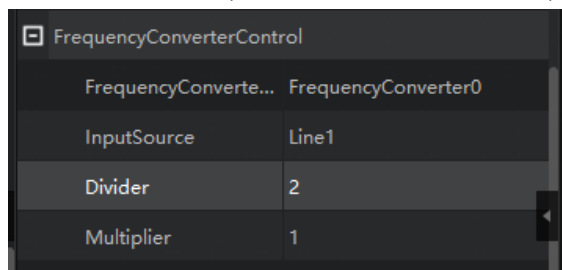 FrequencyConverterControl
FrequencyConverte... FrequencyConverter0
InputSource Line1
Divider 2
Multiplier 1